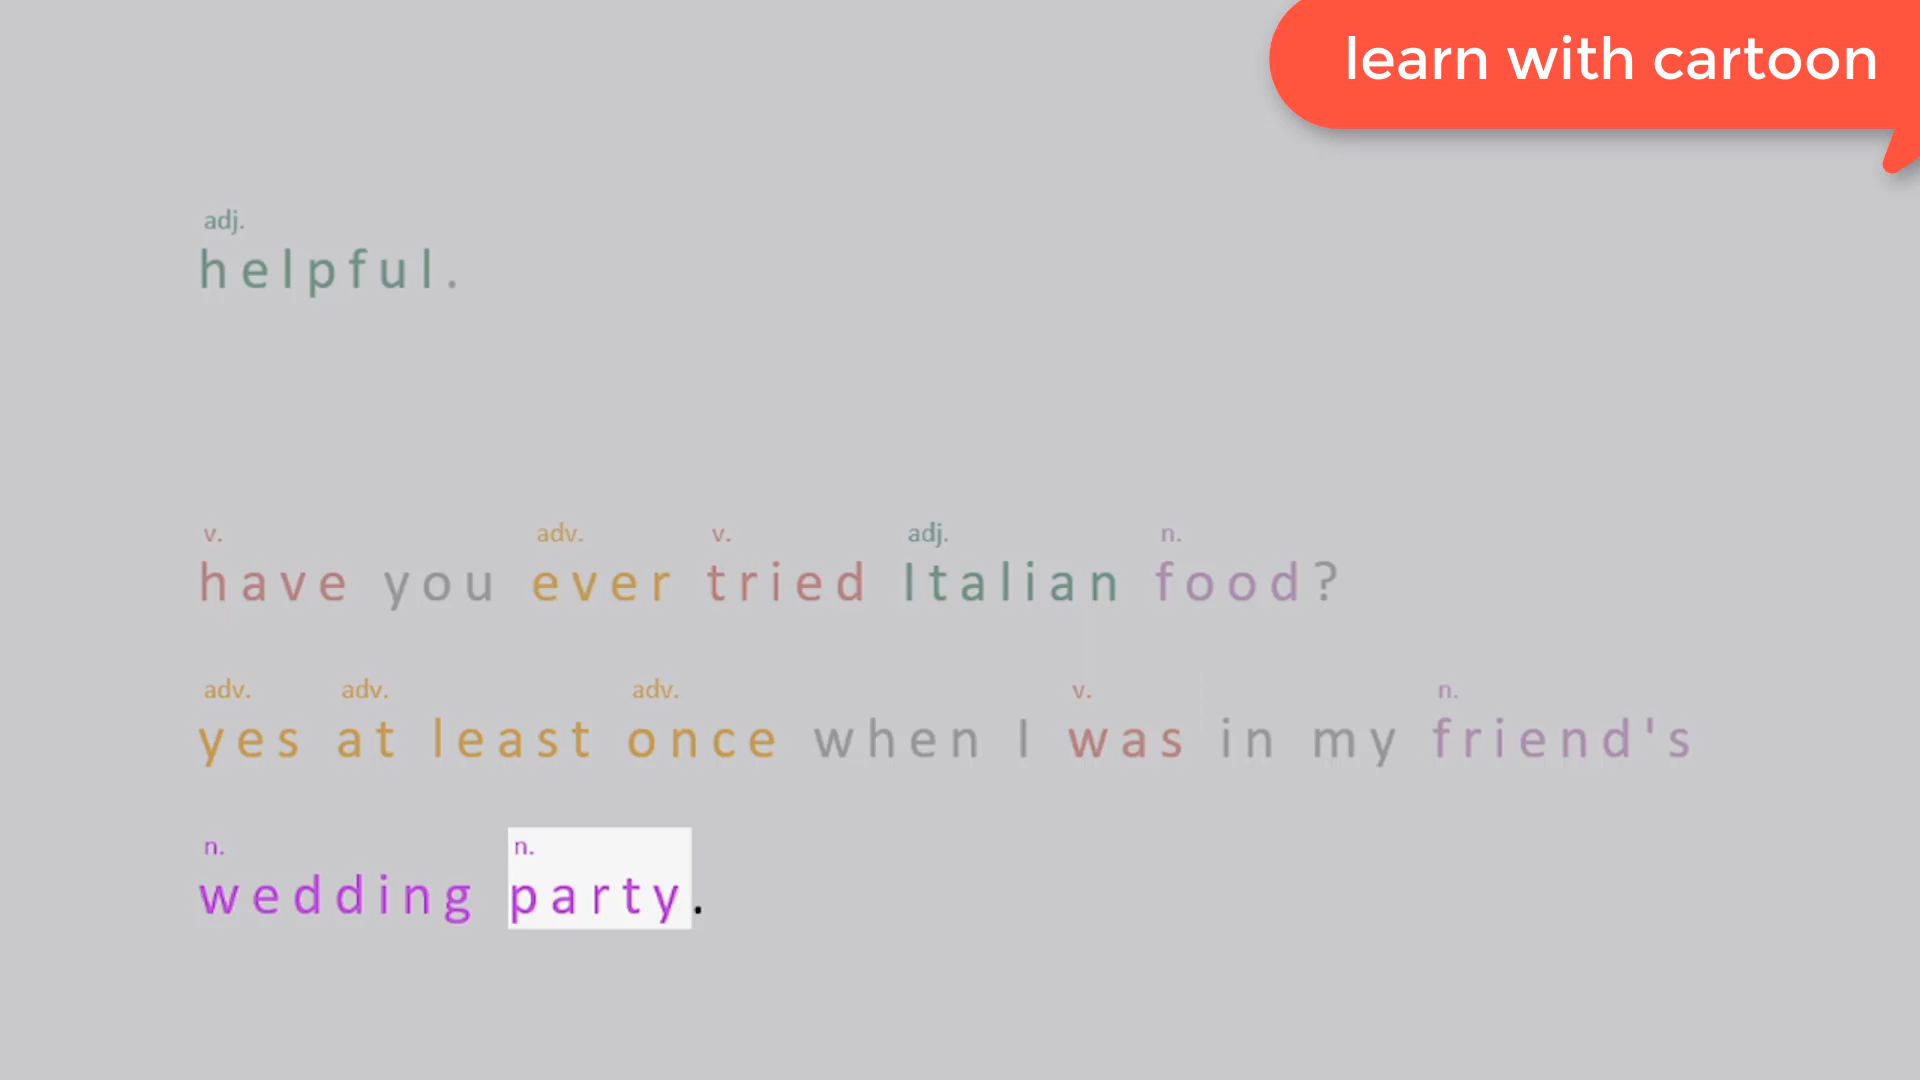 learn with cartoon
adj.
helpful.
v. adv. v. adj. n.
have you ever tried Italian food?
adv. adv. adv. v. n.
yes at least once when I was in my friend's
n. n.
wedding party.